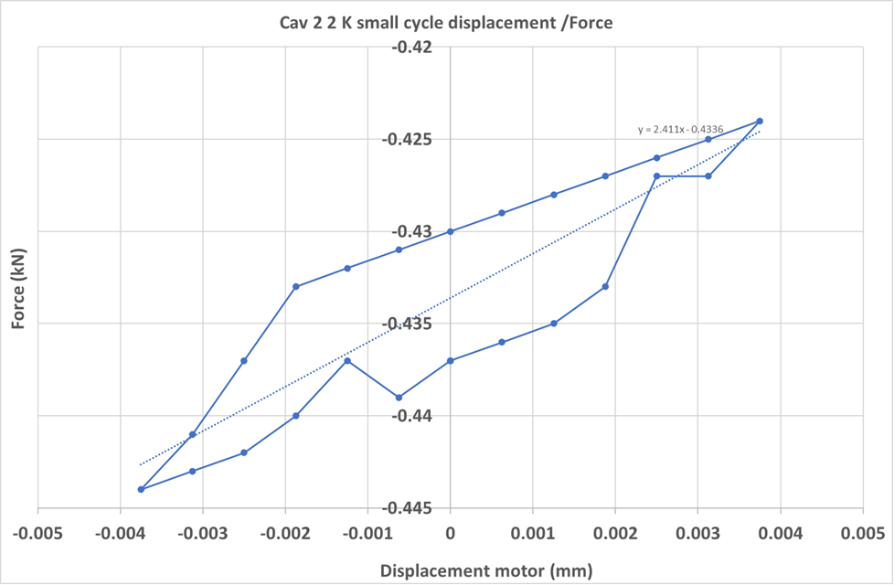 Cav 2 2 K small cycle displacement /Force
-0.42
y = 2.411x - 0.4336
-0.425
-0.43
-0.435
-0.44
-0.445
Force (kN)
-0.005 -0.004 -0.003 -0.002 -0.001 0 0.001 0.002 0.003 0.004 0.005
Displacement motor (mm)